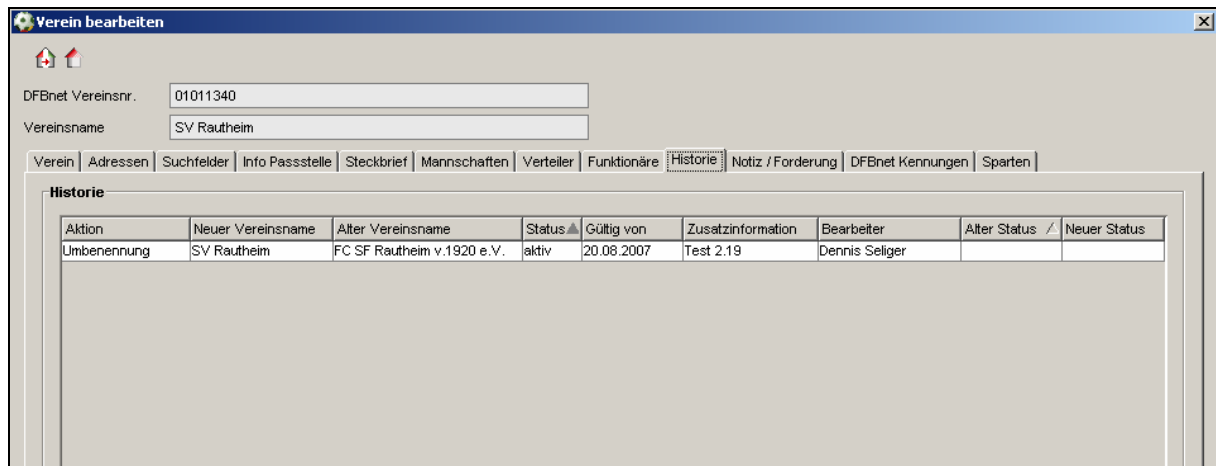 Verein bearbeiten
DFBnet Vereinsnr. 01011340
Vereinsname SV Rautheim
Verein Adressen Suchfelder Info Passstelle Steckbrief Mannschaften Verteiler Funktionäre Historie Notiz / Forderung DFBnet Kennungen Sparten
Historie
Aktion Neuer Vereinsname Alter Vereinsname Status Gültig von Zusatzinformation Bearbeiter Alter Status Neuer Status
Umbenennung SV Rautheim FC SF Rautheim v.1920 e.V. aktiv 20.08.2007 Test 2.19 Dennis Seliger